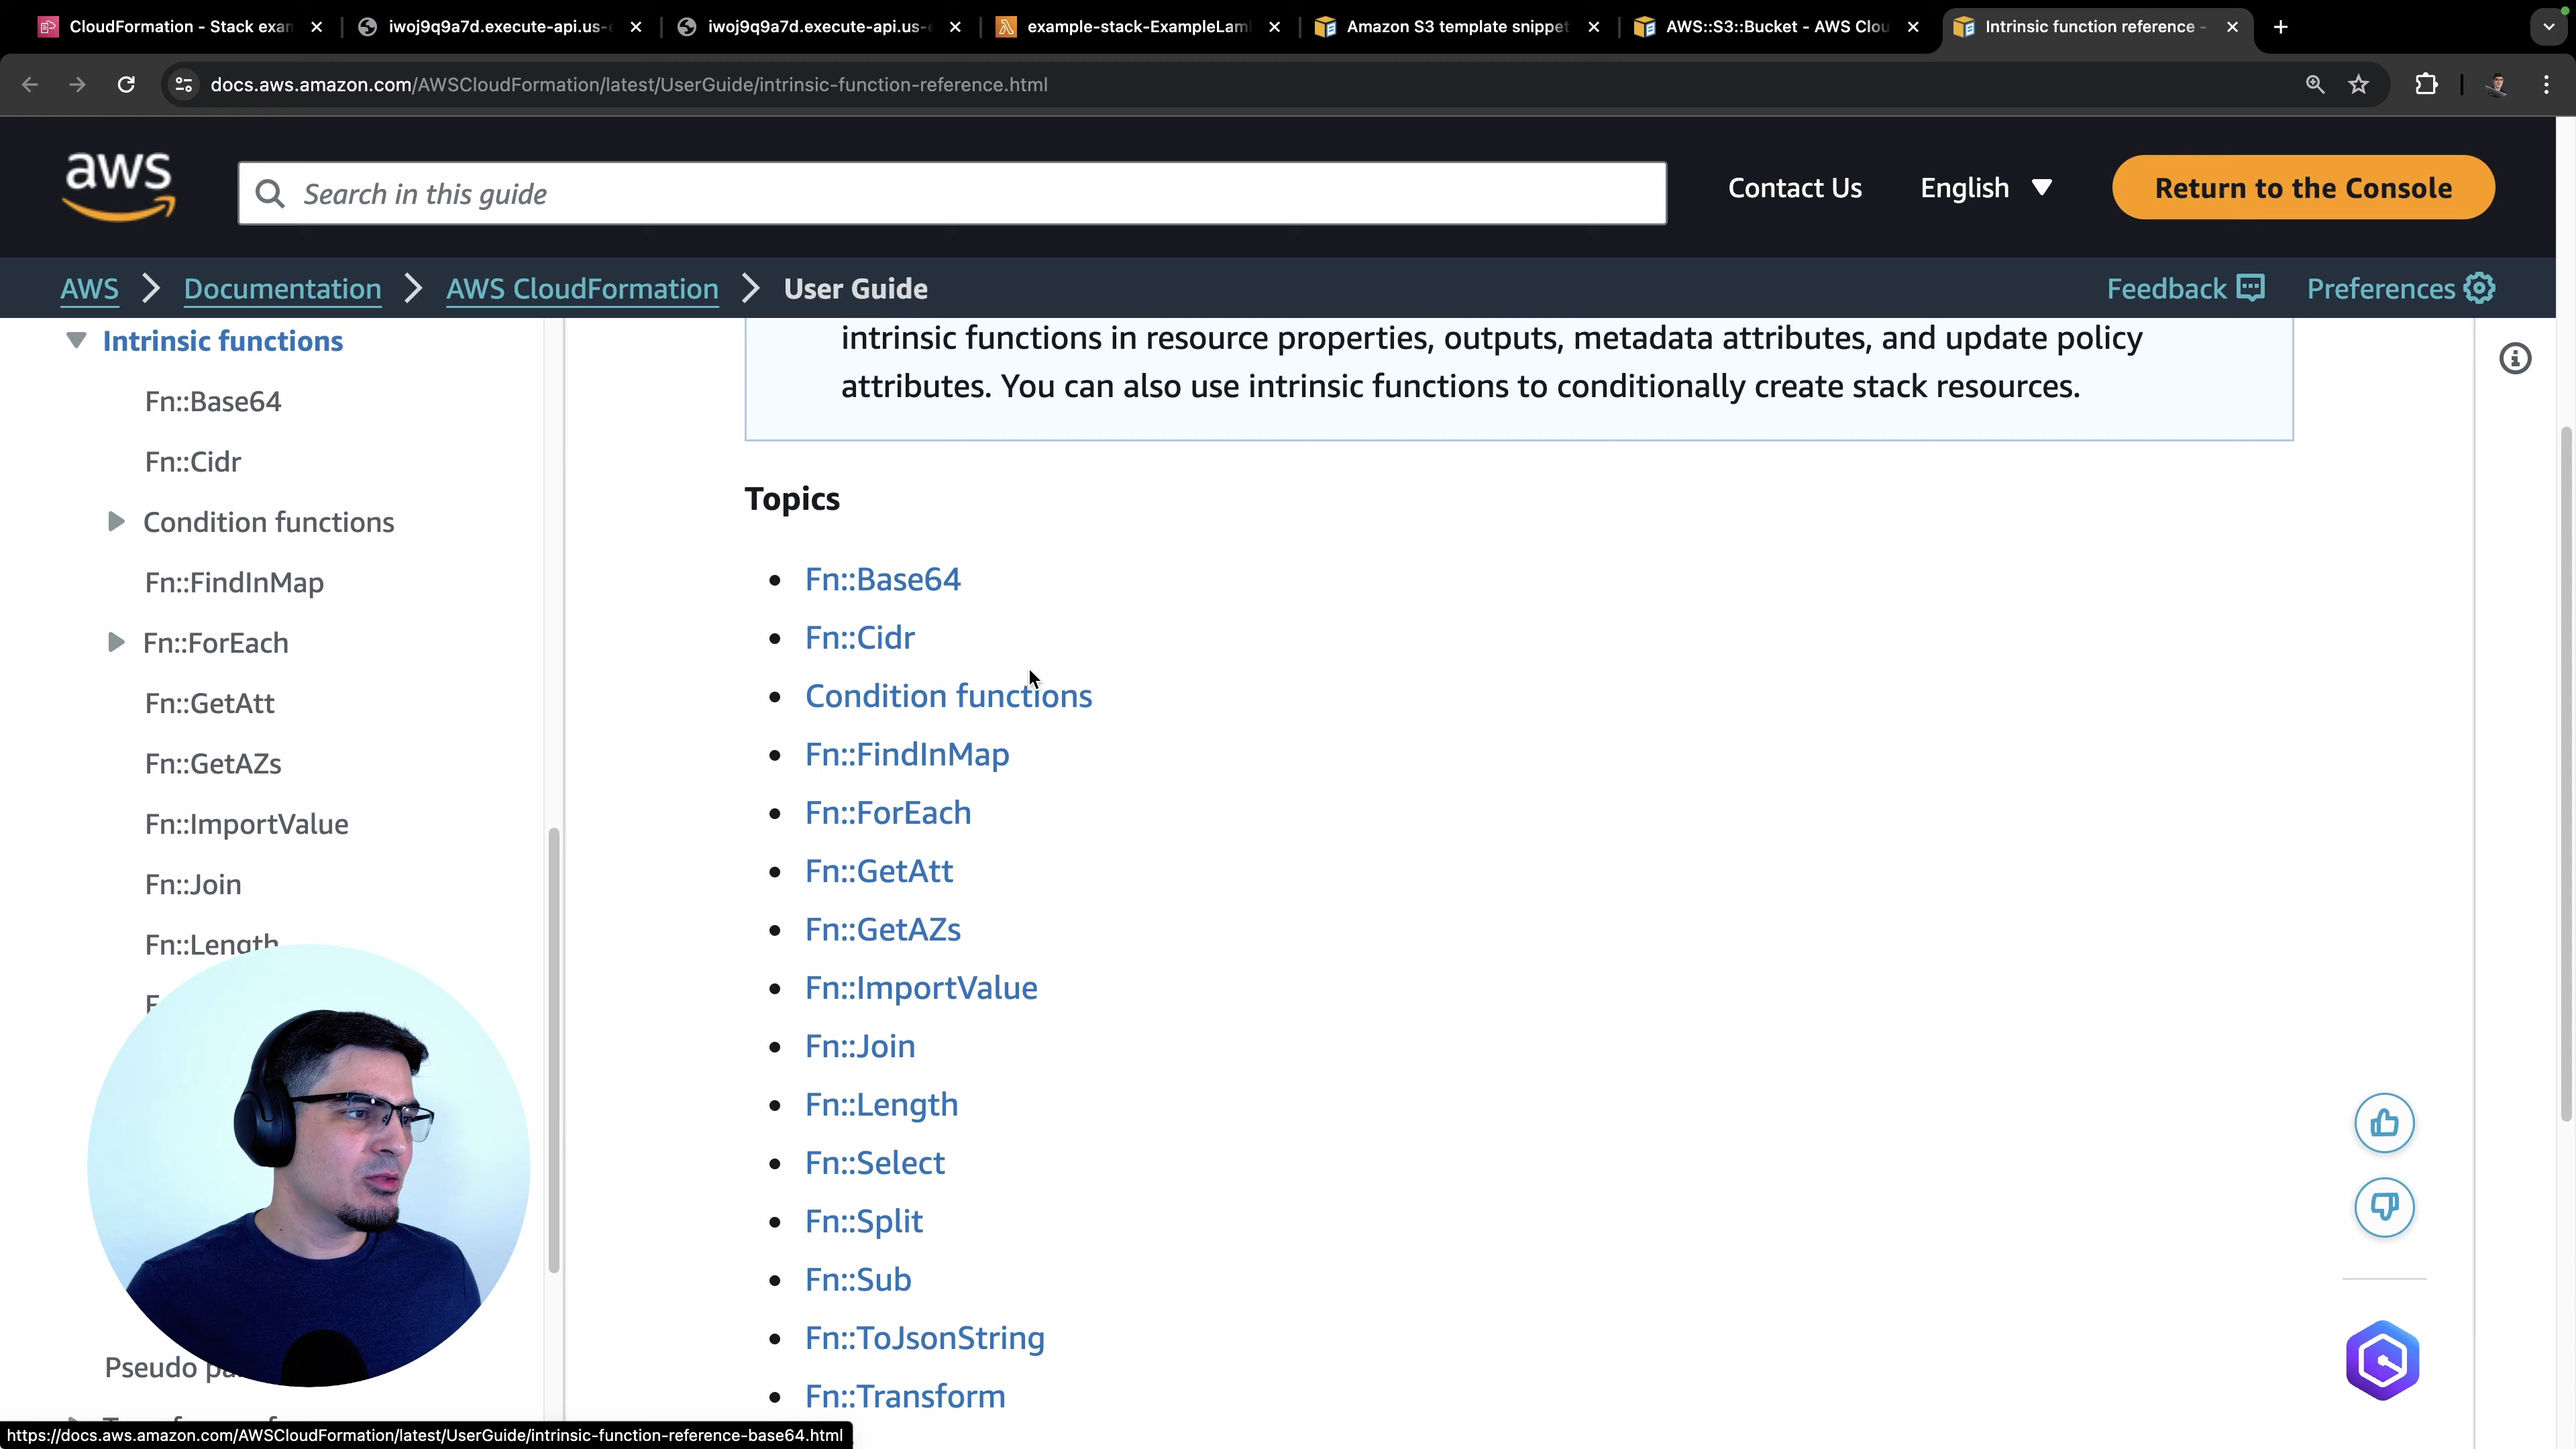 CloudFormation - Stack exam
iwoj9q9a7d.execute-api.us-e
iwoj9q9a7d.execute-api.us-e
example-stack-ExampleLaml
Amazon S3 template snippet
AWS::S3::Bucket - AWS Clou
Intrinsic function reference -
docs.aws.amazon.com/AWSCloudFormation/latest/UserGuide/intrinsic-function-reference.html
aws
Search in this guide
Contact Us
English
Return to the Console
AWS
Documentation
AWS CloudFormation
User Guide
Feedback
Preferences
Intrinsic functions
Fn::Base64
Fn::Cidr
Condition functions
Fn::FindInMap
Fn::ForEach
Fn::GetAtt
Fn::GetAZs
Fn::ImportValue
Fn::Join
Fn::Length
Pseudo
intrinsic functions in resource properties, outputs, metadata attributes, and update policy
attributes. You can also use intrinsic functions to conditionally create stack resources.
Topics
Fn::Base64
Fn::Cidr
Condition functions
Fn::FindInMap
Fn::ForEach
Fn::GetAtt
Fn::GetAZs
Fn::ImportValue
Fn::Join
Fn::Length
Fn::Select
Fn::Split
Fn::Sub
Fn::ToJsonString
Fn::Transform
https://docs.aws.amazon.com/AWSCloudFormation/latest/UserGuide/intrinsic-function-reference-base64.html